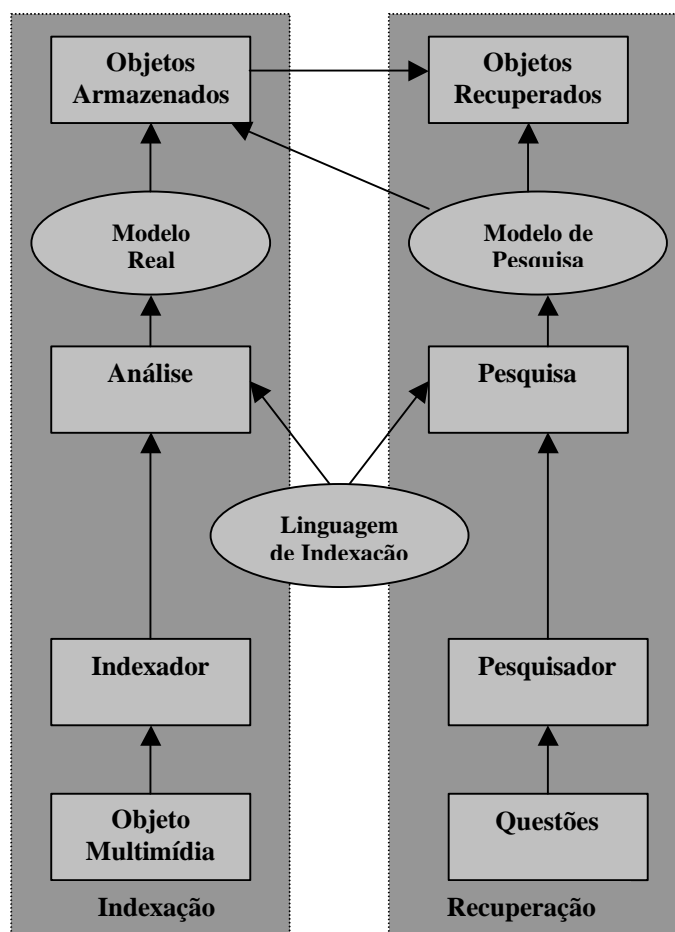 Objetos
Armazenados
Objetos
Recuperados
Modelo
Real
Modelo de
Pesquisa
Análise
Pesquisa
Linguagem
de Indexação
Indexador
Pesquisador
Objeto
Multimídia
Questões
Indexação
Recuperação